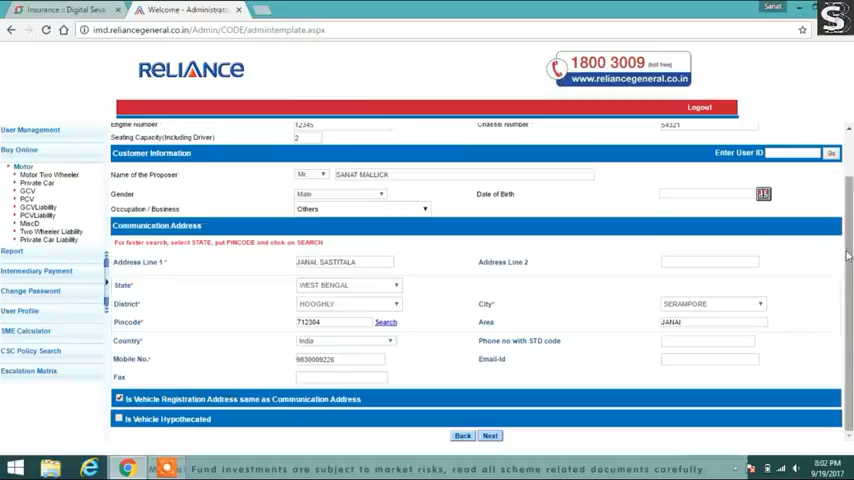 Insurance :: Digital Seva
Welcome - Administrator
Sanat
imd.reliancegeneral.co.in/Admin/CODE/admintemplate.aspx
S
RELIANCE
1800 3009 (toll free)
www.reliancegeneral.co.in
Logout
Engine Number * 12345 Chassis Number * 54321
Seating Capacity(Including Driver) 2
User Management
Buy Online
Motor
Motor Two Wheeler
Private Car
GCV
PCV
GCVLiability
PCVLiability
MiscD
Two Wheeler Liability
Private Car Liability
Report
Intermediary Payment
Change Password
User Profile
SME Calculator
CSC Policy Search
Escalation Matrix
Customer Information Enter User ID Go
Name of the Proposer Mr. SANAT MALLICK
Gender Male Date of Birth
Occupation / Business Others
Communication Address
For faster search, select STATE, put PINCODE and click on SEARCH
Address Line 1 * JANAI, SASTITALA Address Line 2
State* WEST BENGAL
District* HOOGHLY City* SERAMPORE
Pincode* 712304 Search Area JANAI
Country* India Phone no with STD code
Mobile No.* 9830009226 Email-Id
Fax
Is Vehicle Registration Address same as Communication Address
Is Vehicle Hypothecated
Back Next
Fund investments are subject to market risks, read all scheme related documents carefully.
8:02 PM
9/19/2017